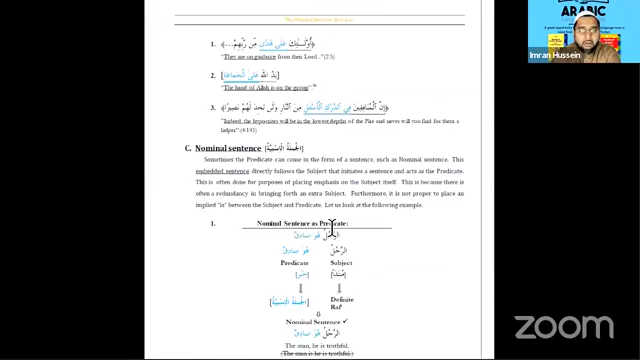 ARABIC
Imran Hussein
1. ﴿أُوْلَـٰئِكَ عَلَىٰ هُدًى مِّن رَّبِّهِمْ...﴾
"They are on guidance from their Lord..."(2:5)
2. [يَدُ اللهِ عَلىٰ الجَماعَةِ]
"The hand of Allah is on the group"
3. ﴿إِنَّ الْمُنَافِقِينَ فِي الدَّرْكِ الْأَسْفَلِ مِنَ النَّارِ وَلَن تَجِدَ لَهُمْ نَصِيرًا﴾
"Indeed, the hypocrites will be in the lowest depths of the Fire and never will you find for them a
helper".(4:145)
C. Nominal sentence [الجُمْلَةُ الْاِسْمِيَّةُ]
Sometimes the Predicate can come in the form of a sentence, such as Nominal sentence. This
embedded sentence directly follows the Subject that initiates a sentence and acts as the Predicate.
This is often done for purposes of placing emphasis on the Subject itself. This is because there is
often a redundancy in bringing forth an extra Subject. Furthermore, it is not proper to place an
implied "is" between the Subject and Predicate. Let us look at the following example.
1. Nominal Sentence as Predicate:
الرَّجُلُ هُوَ صَادِقٌ
هُوَ صَادِقٌ الرَّجُلُ
Predicate Subject
[خَبَر] [مُبْتَدَأ]
[الجُمْلَةُ الْاِسْمِيَّةُ] Definite
Raf'
Nominal Sentence ✓
الرَّجُلُ هُوَ صَادِقٌ
The man, he is truthful.
(The man is he is truthful.)
zoom